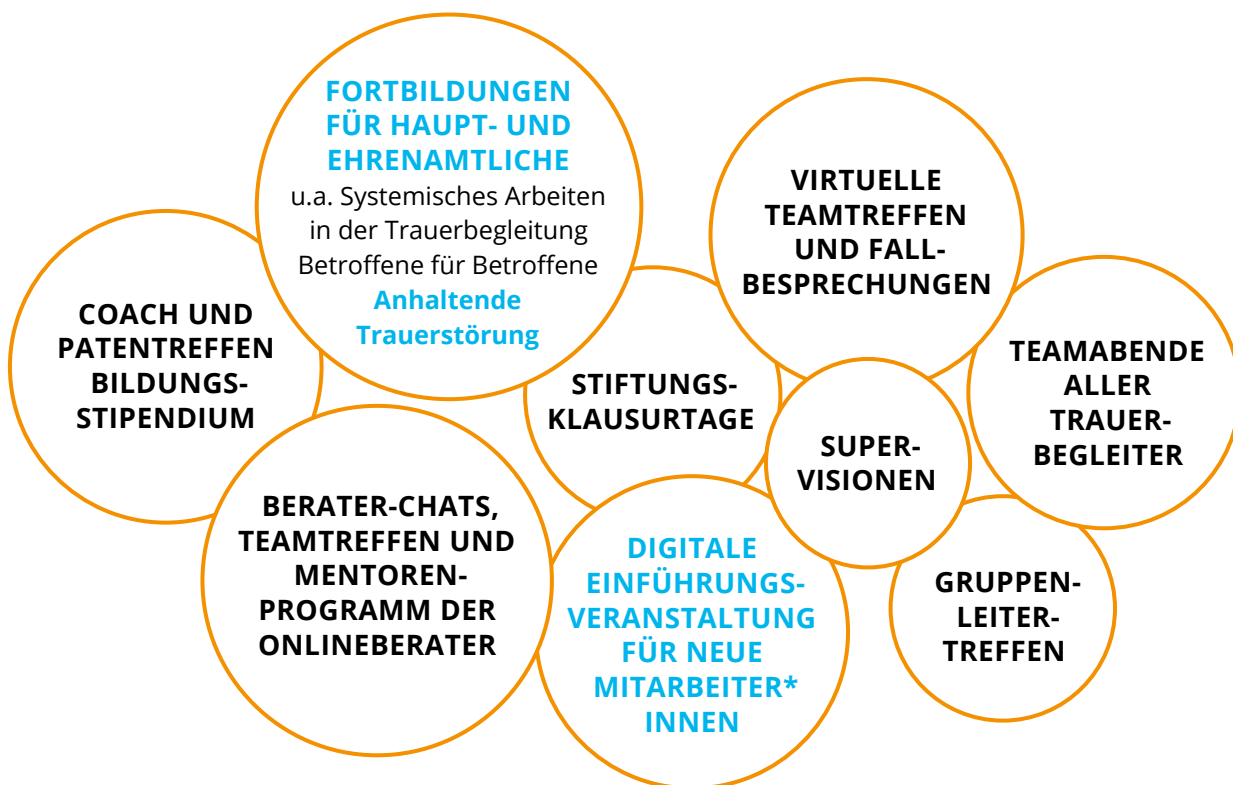 FORTBILDUNGEN
FÜR HAUPT- UND
EHRENAMTLICHE
u.a. Systemisches Arbeiten
in der Trauerbegleitung
Betroffene für Betroffene
Anhaltende
Trauerstörung
VIRTUELLE
TEAMTREFFEN
UND FALL-
BESPRECHUNGEN
COACH UND
PATENTREFFEN
BILDUNGS-
STIPENDIUM
STIFTUNGS-
KLAUSURTAGE
TEAMABENDE
ALLER
TRAUER-
BEGLEITER
SUPER-
VISIONEN
BERATER-CHATS,
TEAMTREFFEN UND
MENTOREN-
PROGRAMM DER
ONLINEBERATER
DIGITALE
EINFÜHRUNGS-
VERANSTALTUNG
FÜR NEUE
MITARBEITER*
INNEN
GRUPPEN-
LEITER-
TREFFEN